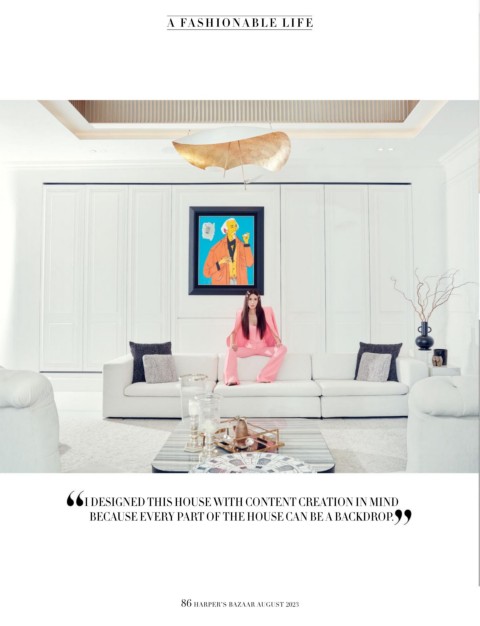 A FASHIONABLE LIFE
“I DESIGNED THIS HOUSE WITH CONTENT CREATION IN MIND
BECAUSE EVERY PART OF THE HOUSE CAN BE A BACKDROP.”
86 HARPER'S BAZAAR AUGUST 2023